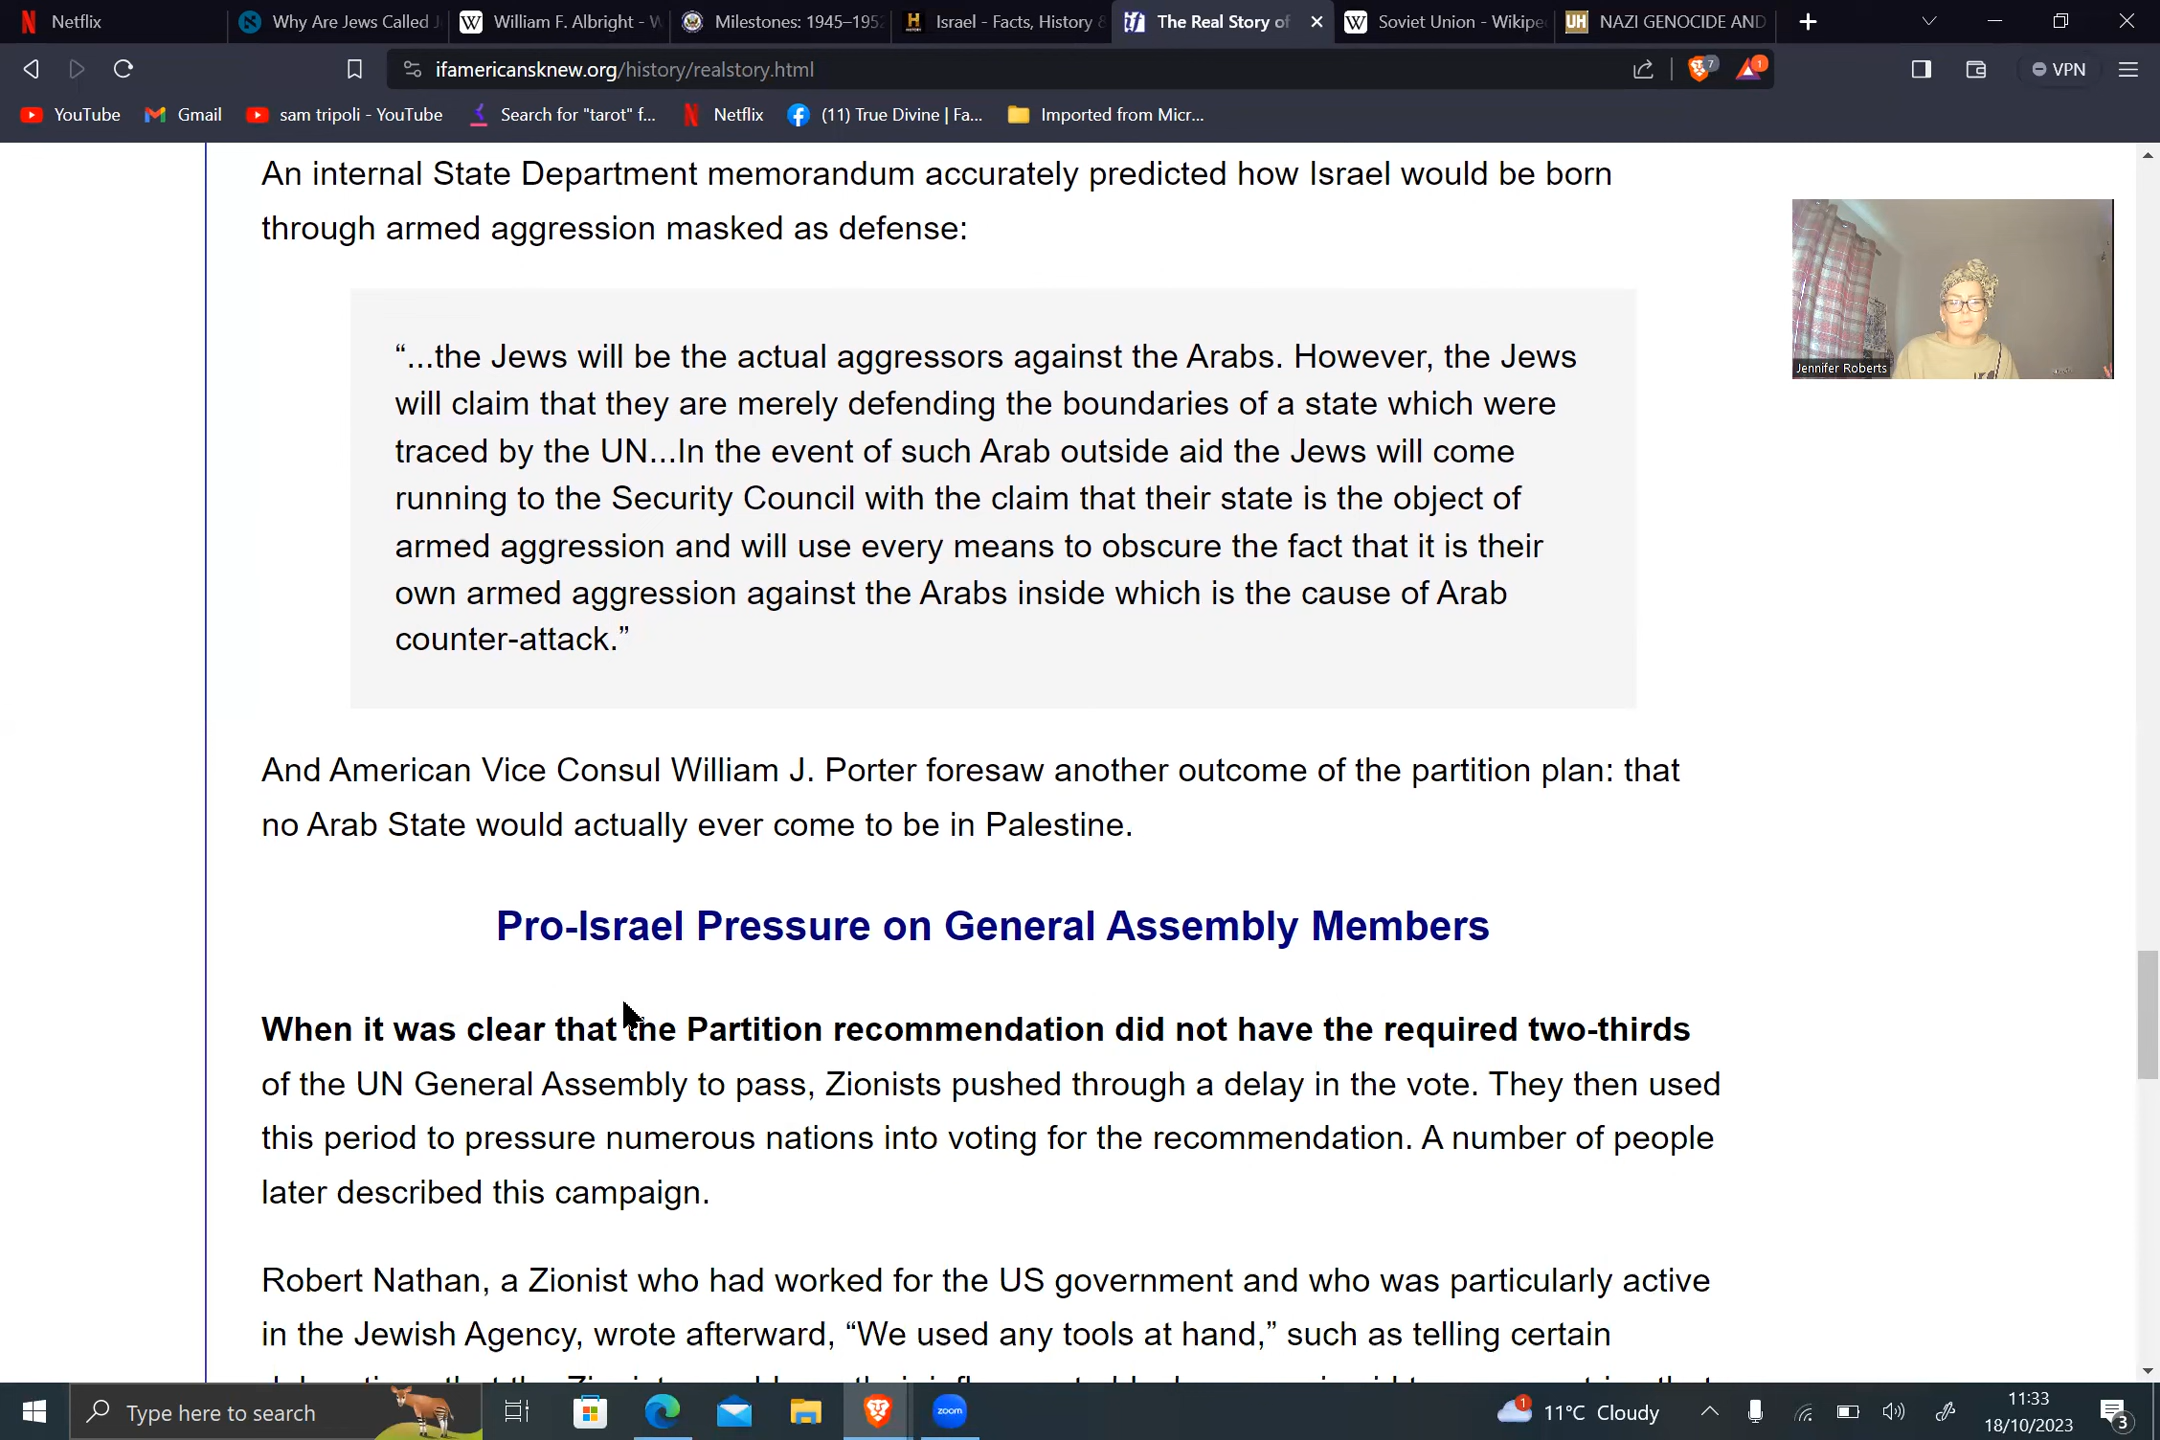 Netflix
Why Are Jews Called J
William F. Albright - W
Milestones: 1945–1952
Israel - Facts, History &
The Real Story of
Soviet Union - Wikipe
NAZI GENOCIDE AND
ifamericansknew.org/history/realstory.html
7
1
VPN
YouTube
Gmail
sam tripoli - YouTube
Search for "tarot" f...
Netflix
(11) True Divine | Fa...
Imported from Micr...
An internal State Department memorandum accurately predicted how Israel would be born
through armed aggression masked as defense:
“...the Jews will be the actual aggressors against the Arabs. However, the Jews
will claim that they are merely defending the boundaries of a state which were
traced by the UN...In the event of such Arab outside aid the Jews will come
running to the Security Council with the claim that their state is the object of
armed aggression and will use every means to obscure the fact that it is their
own armed aggression against the Arabs inside which is the cause of Arab
counter-attack.”
Jennifer Roberts
And American Vice Consul William J. Porter foresaw another outcome of the partition plan: that
no Arab State would actually ever come to be in Palestine.
Pro-Israel Pressure on General Assembly Members
When it was clear that the Partition recommendation did not have the required two-thirds
of the UN General Assembly to pass, Zionists pushed through a delay in the vote. They then used
this period to pressure numerous nations into voting for the recommendation. A number of people
later described this campaign.
Robert Nathan, a Zionist who had worked for the US government and who was particularly active
in the Jewish Agency, wrote afterward, “We used any tools at hand,” such as telling certain
Type here to search
zoom
1
11°C Cloudy
11:33
18/10/2023
3